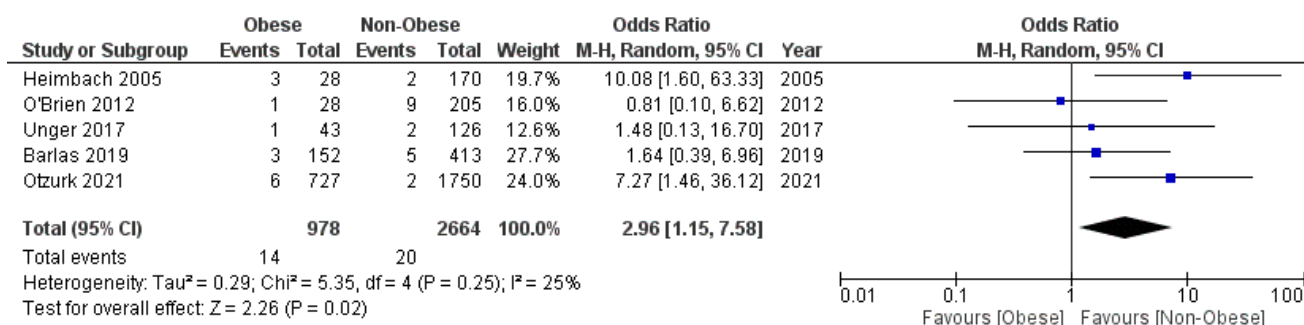 Obese Non-Obese Odds Ratio Odds Ratio
Study or Subgroup Events Total Events Total Weight M-H, Random, 95% CI Year M-H, Random, 95% CI
Heimbach 2005 3 28 2 170 19.7% 10.08 [1.60, 63.33] 2005
O'Brien 2012 1 28 9 205 16.0% 0.81 [0.10, 6.62] 2012
Unger 2017 1 43 2 126 12.6% 1.48 [0.13, 16.70] 2017
Barlas 2019 3 152 5 413 27.7% 1.64 [0.39, 6.96] 2019
Otzurk 2021 6 727 2 1750 24.0% 7.27 [1.46, 36.12] 2021
Total (95% CI) 978 2664 100.0% 2.96 [1.15, 7.58]
Total events 14 20
Heterogeneity: Tau² = 0.29; Chi² = 5.35, df = 4 (P = 0.25); I² = 25%
Test for overall effect: Z = 2.26 (P = 0.02)
0.01 0.1 1 10 100
Favours [Obese] Favours [Non-Obese]